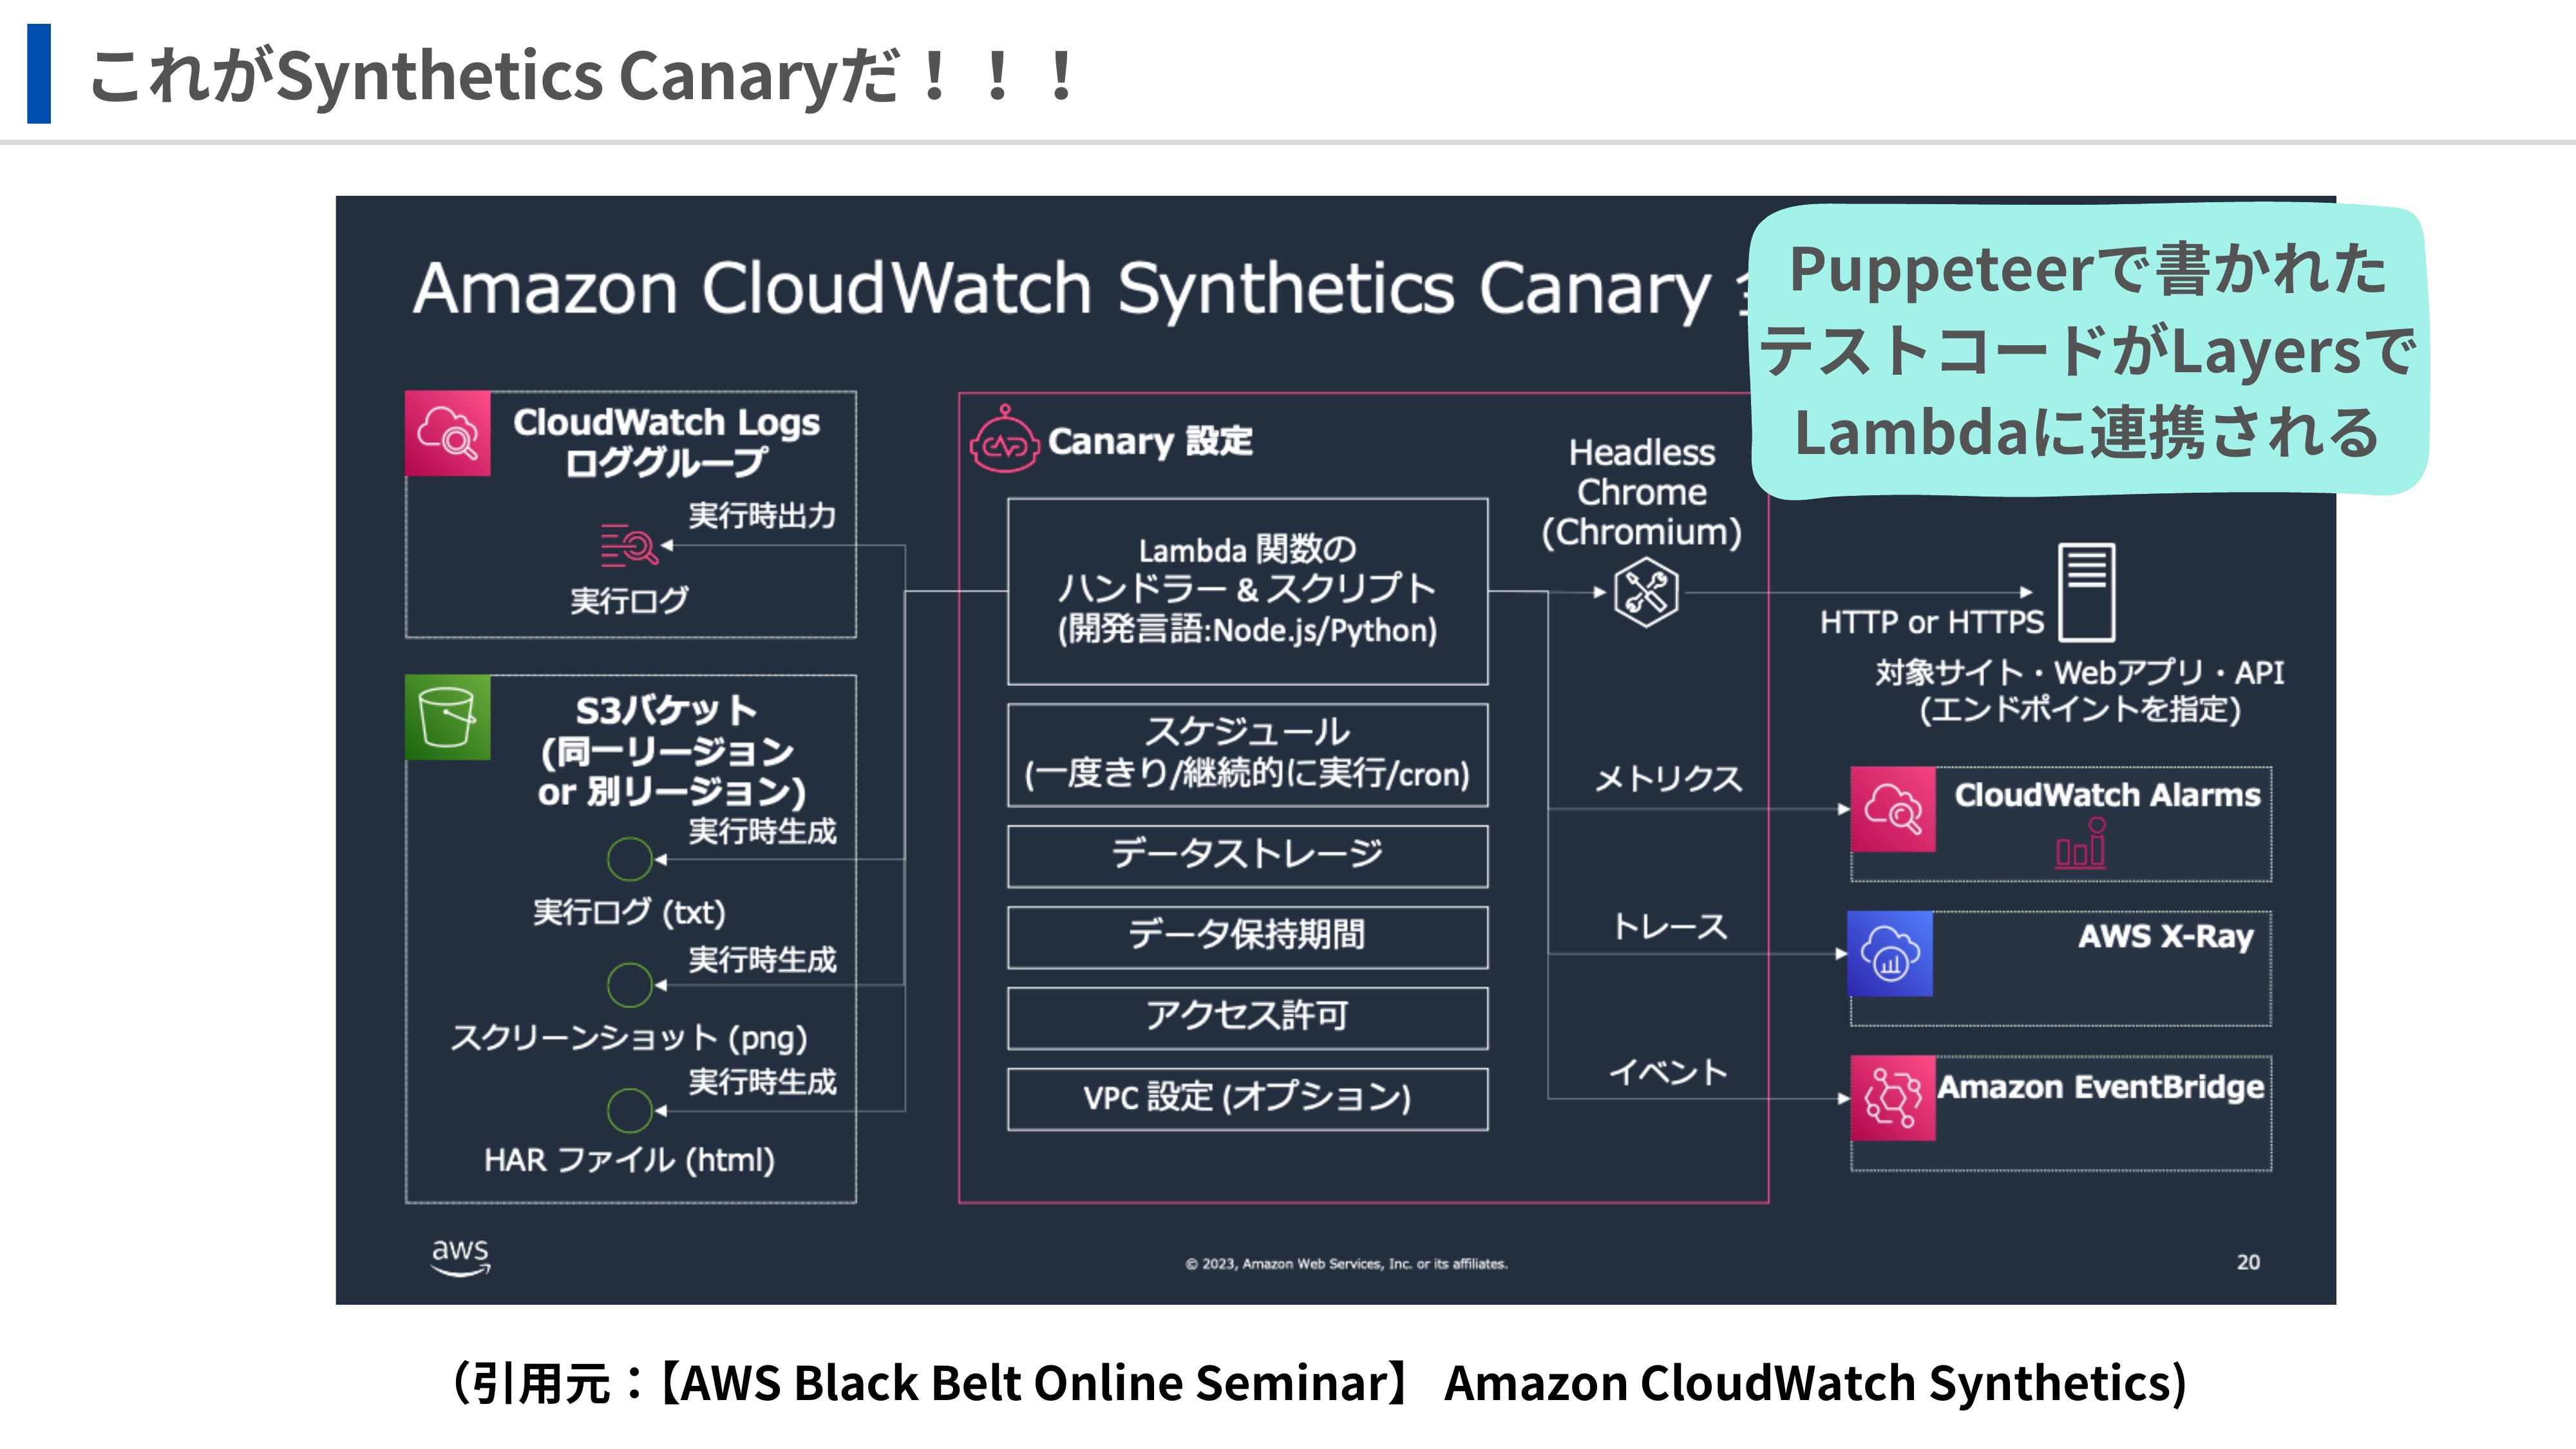 これがSynthetics Canaryだ！！！
Amazon CloudWatch Synthetics Canary
Puppeteerで書かれた
テストコードがLayersで
Lambdaに連携される
CloudWatch Logs
ロググループ
実行時出力
実行ログ
S3バケット
(同一リージョン
or 別リージョン)
実行時生成
実行ログ (txt)
実行時生成
スクリーンショット (png)
実行時生成
HAR ファイル (html)
Canary 設定
Lambda 関数の
ハンドラー & スクリプト
(開発言語:Node.js/Python)
スケジュール
(一度きり/継続的に実行/cron)
データストレージ
データ保持期間
アクセス許可
VPC 設定 (オプション)
Headless
Chrome
(Chromium)
HTTP or HTTPS
対象サイト・Webアプリ・API
(エンドポイントを指定)
メトリクス
CloudWatch Alarms
トレース
AWS X-Ray
イベント
Amazon EventBridge
aws
© 2023, Amazon Web Services, Inc. or its affiliates.
20
（引用元：【AWS Black Belt Online Seminar】 Amazon CloudWatch Synthetics)